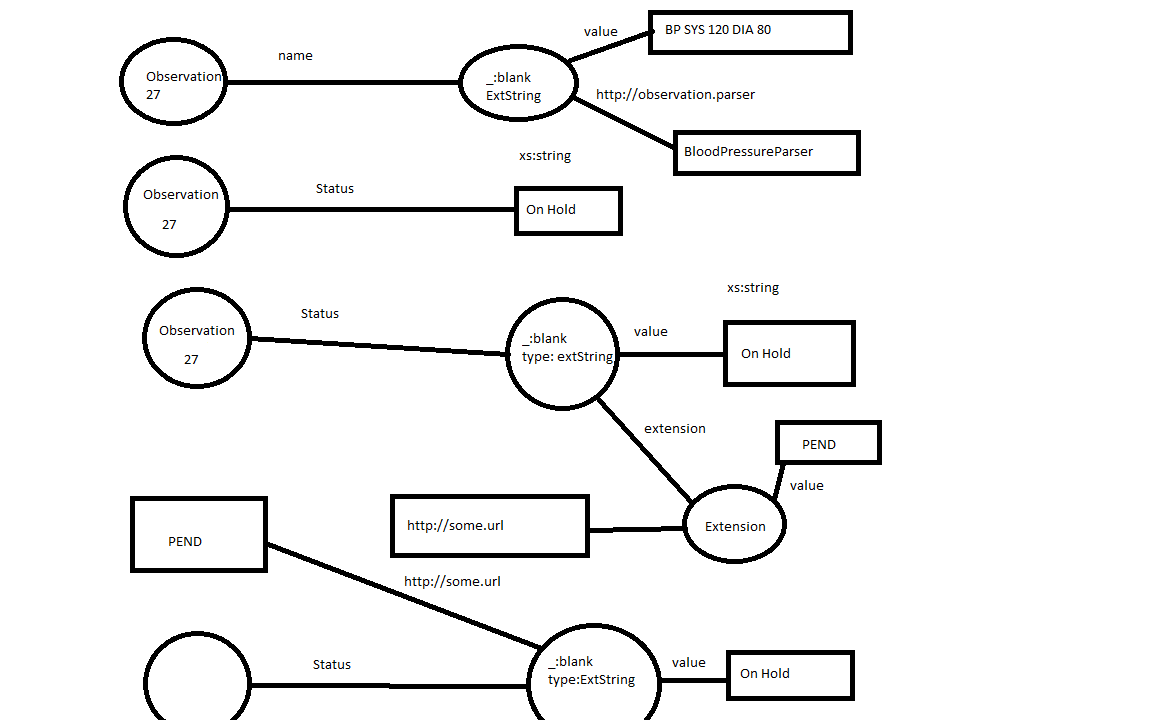 value
BP SYS 120 DIA 80
name
Observation
27
_:blank
ExtString
http://observation.parser
BloodPressureParser
xs:string
Observation
27
Status
On Hold
xs:string
Observation
27
Status
_:blank
type: extString
value
On Hold
extension
PEND
value
http://some.url
Extension
PEND
http://some.url
Status
_:blank
type:ExtString
value
On Hold